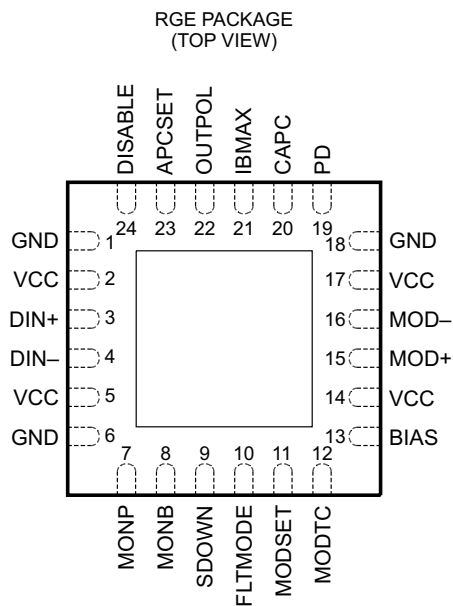 RGE PACKAGE
(TOP VIEW)
DISABLE
APCSET
OUTPOL
IBMAX
CAPC
PD
24 23 22 21 20 19
GND 1 18 GND
VCC 2 17 VCC
DIN+ 3 16 MOD–
DIN– 4 15 MOD+
VCC 5 14 VCC
GND 6 13 BIAS
7 8 9 10 11 12
MONP
MONB
SDOWN
FLTMODE
MODSET
MODTC